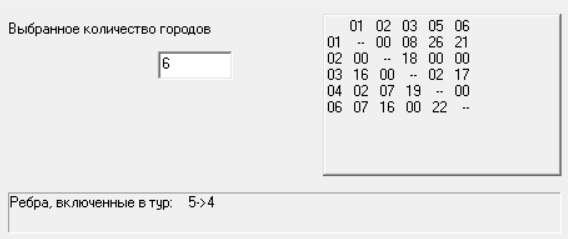 Выбранное количество городов
6
01 02 03 05 06
01 -- 00 08 26 21
02 00 -- 18 00 00
03 16 00 -- 02 17
04 02 07 19 -- 00
06 07 16 00 22 --
Ребра, включенные в тур: 5->4